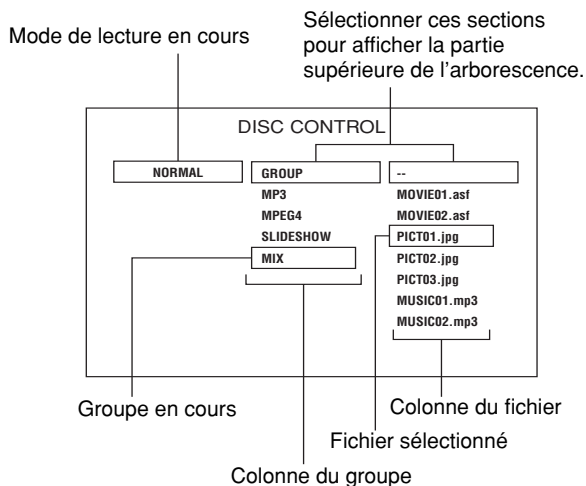 Mode de lecture en cours
Sélectionner ces sections
pour afficher la partie
supérieure de l'arborescence.
DISC CONTROL
NORMAL
GROUP
MP3
MPEG4
SLIDESHOW
MIX
--
MOVIE01.asf
MOVIE02.asf
PICT01.jpg
PICT02.jpg
PICT03.jpg
MUSIC01.mp3
MUSIC02.mp3
Groupe en cours
Colonne du fichier
Fichier sélectionné
Colonne du groupe